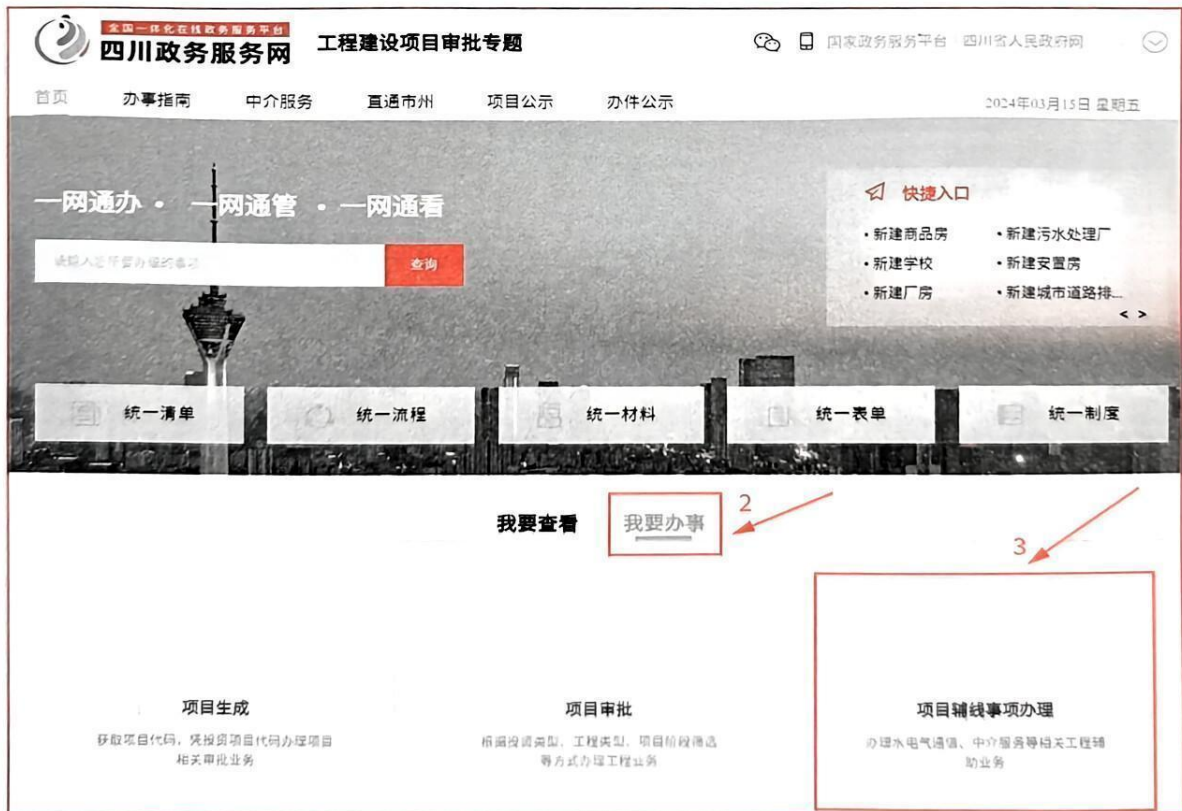 全国一体化在线政务服务平台
四川政务服务网
工程建设项目审批专题
国家政务服务平台 四川省人民政府网
首页 办事指南 中介服务 直通市州 项目公示 办件公示 2024年03月15日 星期五
一网通办 · 一网通管 · 一网通看
查询
快捷入口
· 新建商品房 · 新建污水处理厂
· 新建学校 · 新建安置房
· 新建厂房 · 新建城市道路排...
< >
统一清单 统一流程 统一材料 统一表单 统一制度
我要查看 我要办事 2
3
项目生成 项目审批 项目辅线事项办理
获取项目代码，凭投资项目代码办理项目
相关审批业务
根据投资类型、工程类型、项目阶段筛选
等方式办理工程业务
办理水电气通信、中介服务等相关工程辅
助业务